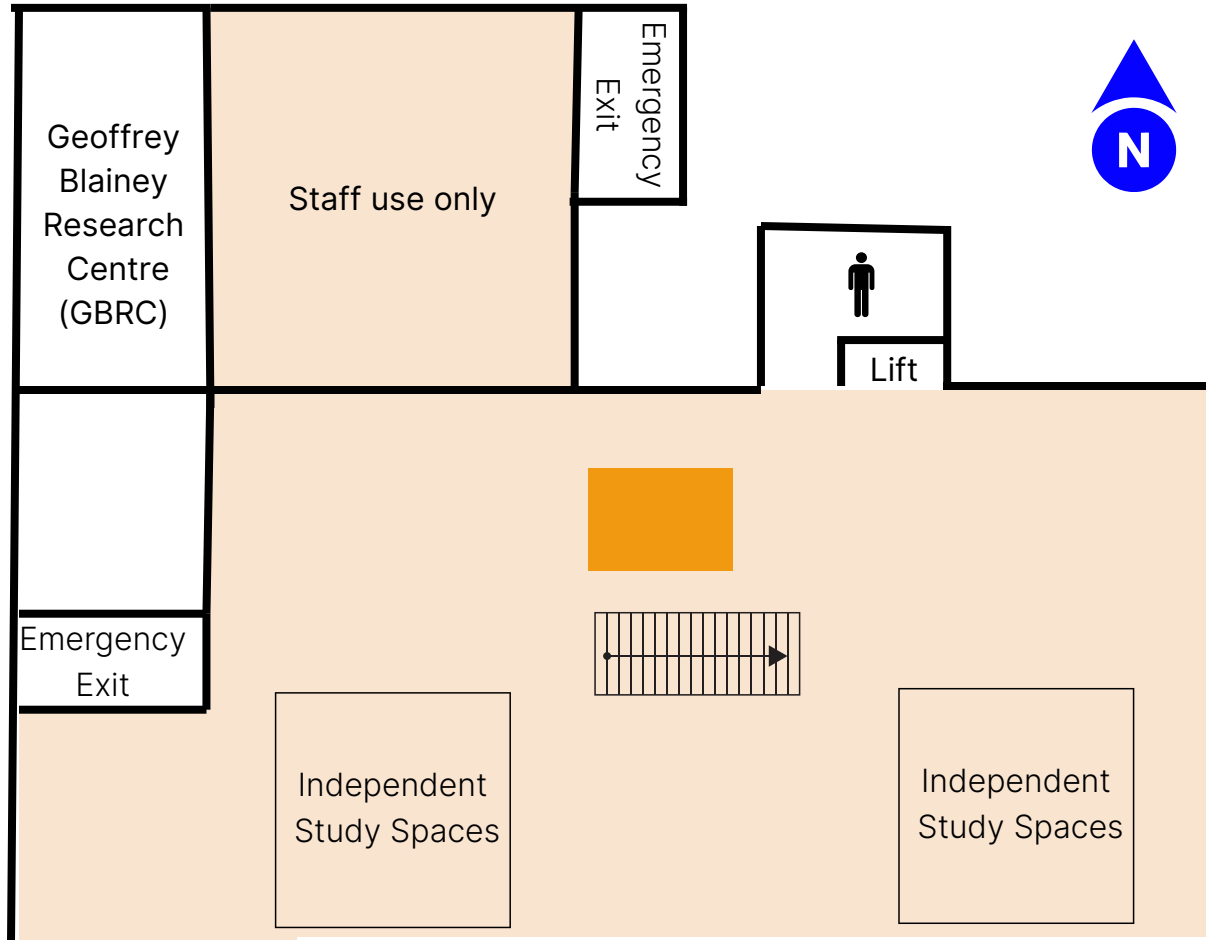 Geoffrey
Blainey
Research
Centre
(GBRC)
Staff use only
Emergency
Exit
N
Lift
Emergency
Exit
Independent
Study Spaces
Independent
Study Spaces